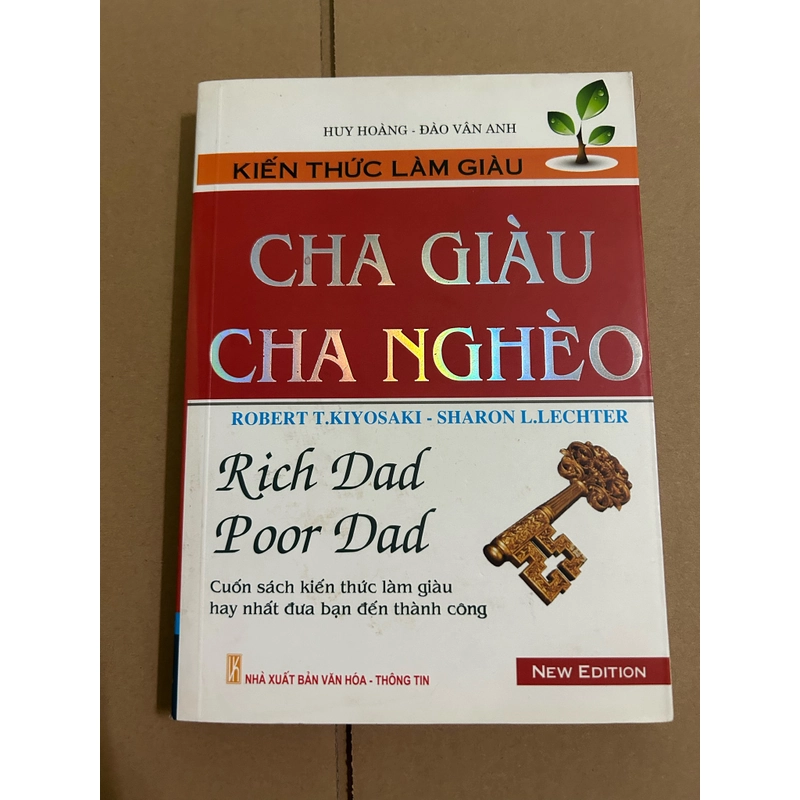 HUY HOÀNG - ĐÀO VÂN ANH
KIẾN THỨC LÀM GIÀU
CHA GIÀU
CHA NGHÈO
ROBERT T.KIYOSAKI - SHARON L.LECHTER
Rich Dad
Poor Dad
Cuốn sách kiến thức làm giàu
hay nhất đưa bạn đến thành công
NHÀ XUẤT BẢN VĂN HÓA - THÔNG TIN
NEW EDITION